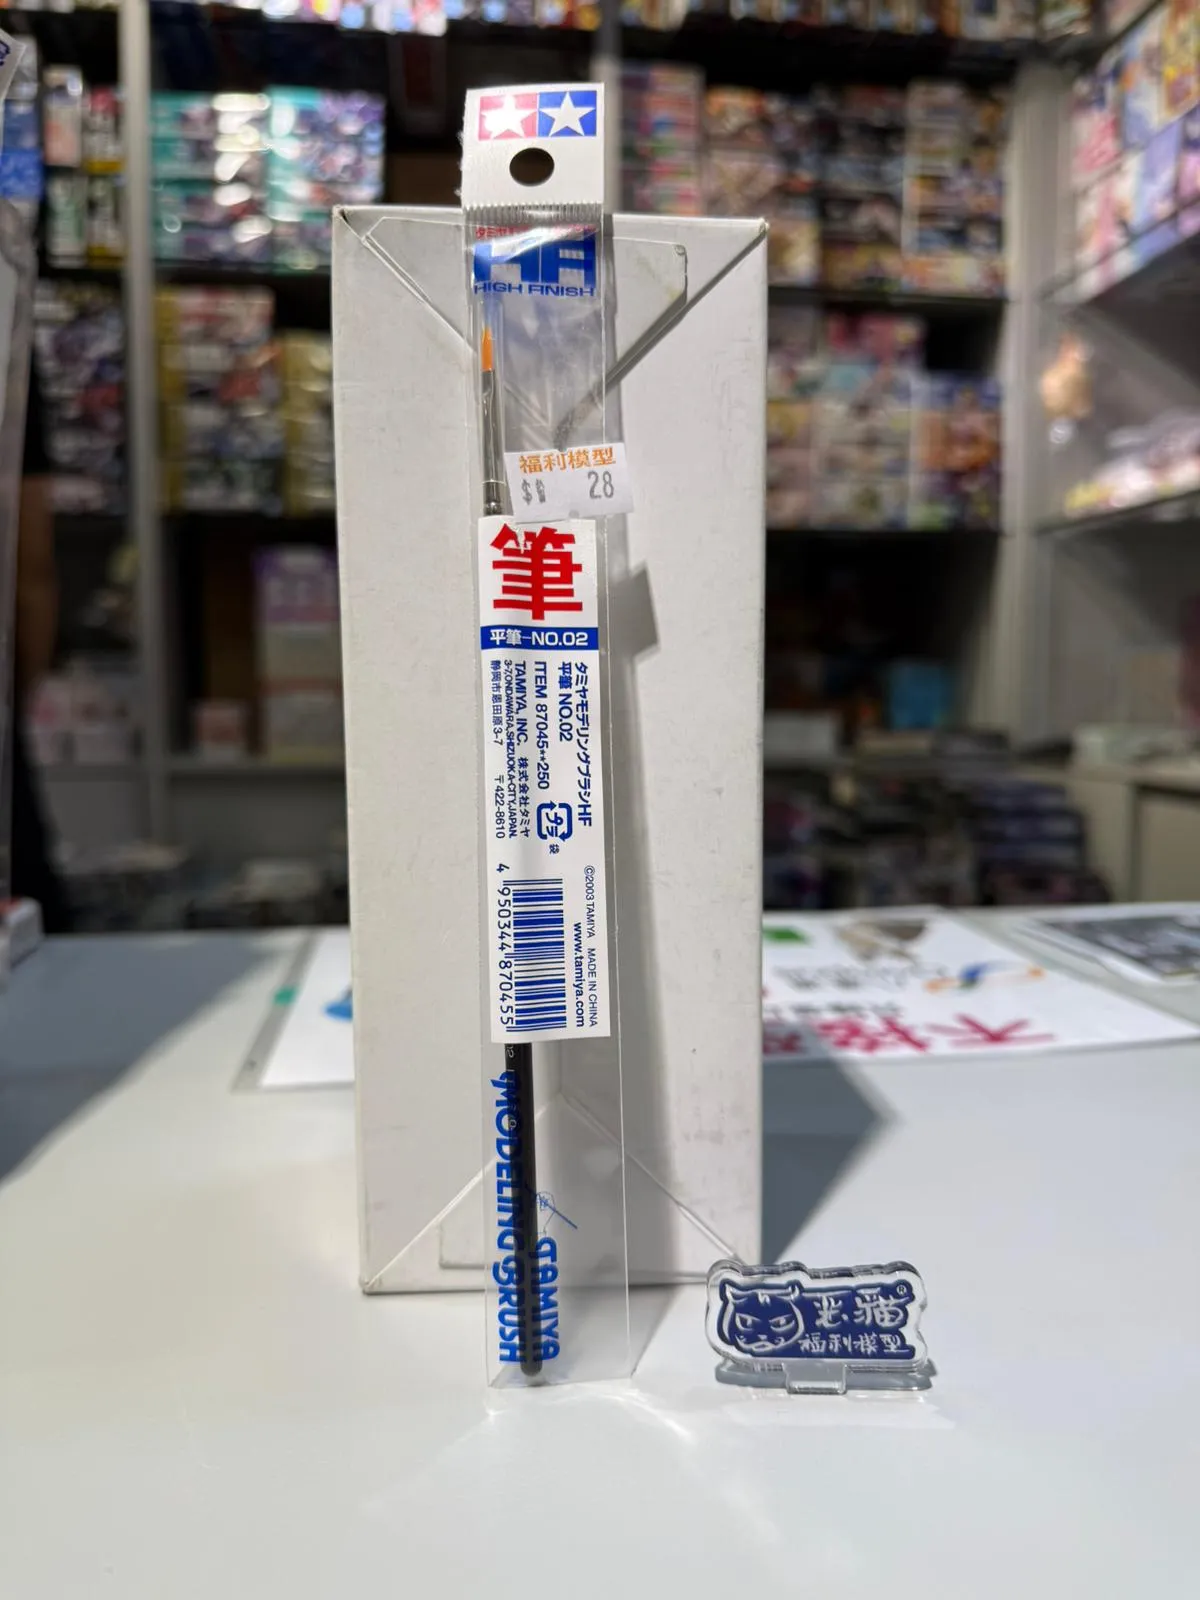 HF
HIGH FINISH
福利模型
28
筆
平筆-NO.02
タミヤモデリングブラシHF
平筆 NO.02
ITEM 87045**250
TAMIYA, INC. 株式会社タミヤ
3-7,ONDAWARA,SHIZUOKA-CITY,JAPAN.
静岡市恩田原3-7 〒422-8610
プラ
袋
©2003 TAMIYA MADE IN CHINA
www.tamiya.com
4 950344 870455
MODELING BRUSH
TAMIYA
惡猫®
福利模型